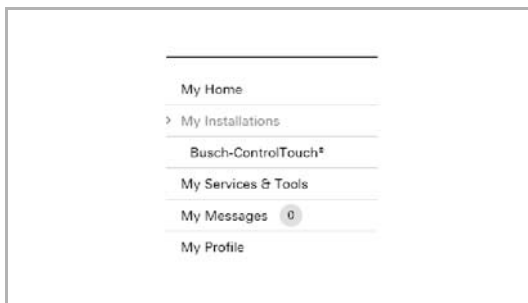 My Home
> My Installations
Busch-ControlTouch®
My Services & Tools
My Messages 0
My Profile